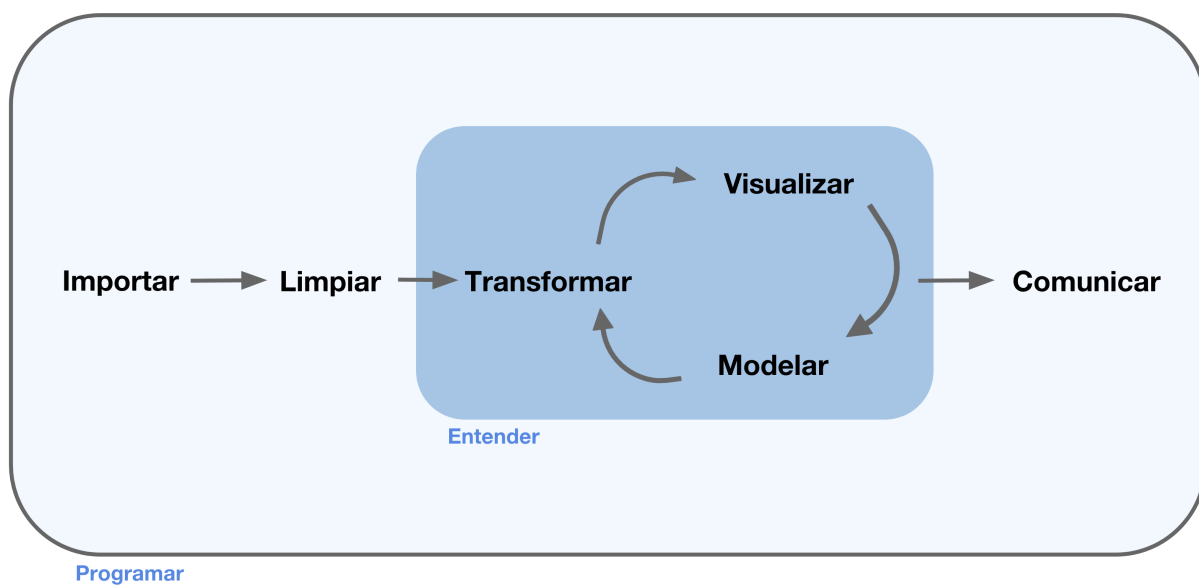 Visualizar
Importar Limpiar Transformar Comunicar
Modelar
Entender
Programar